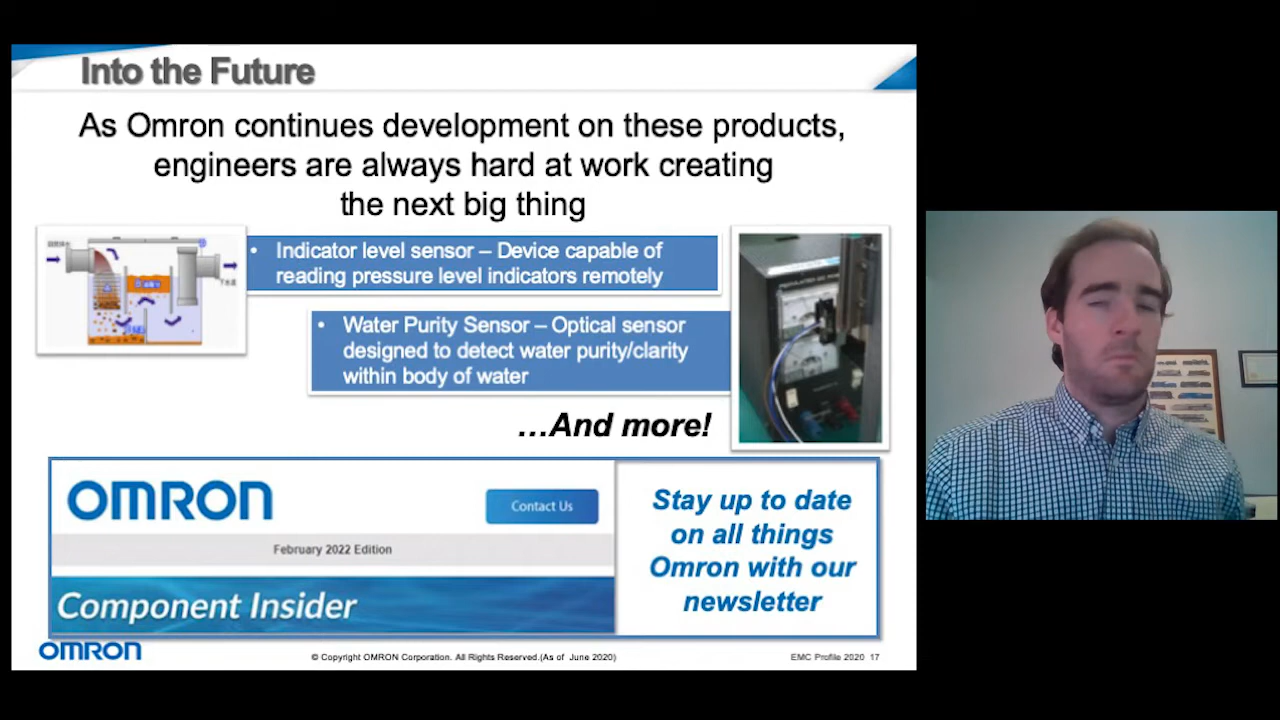 Into the Future
As Omron continues development on these products,
engineers are always hard at work creating
the next big thing
• Indicator level sensor – Device capable of
reading pressure level indicators remotely
• Water Purity Sensor – Optical sensor
designed to detect water purity/clarity
within body of water
...And more!
OMRON
Contact Us
February 2022 Edition
Component Insider
Stay up to date
on all things
Omron with our
newsletter
OMRON
© Copyright OMRON Corporation. All Rights Reserved.(As of June 2020)
EMC Profile 2020 17